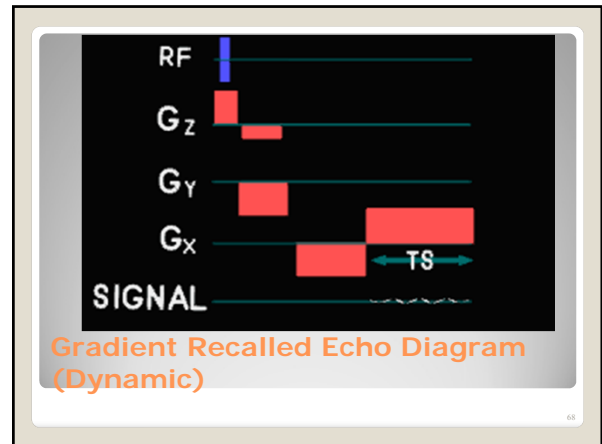 RF
GZ
GY
GX
TS
SIGNAL
Gradient Recalled Echo Diagram
(Dynamic)
68